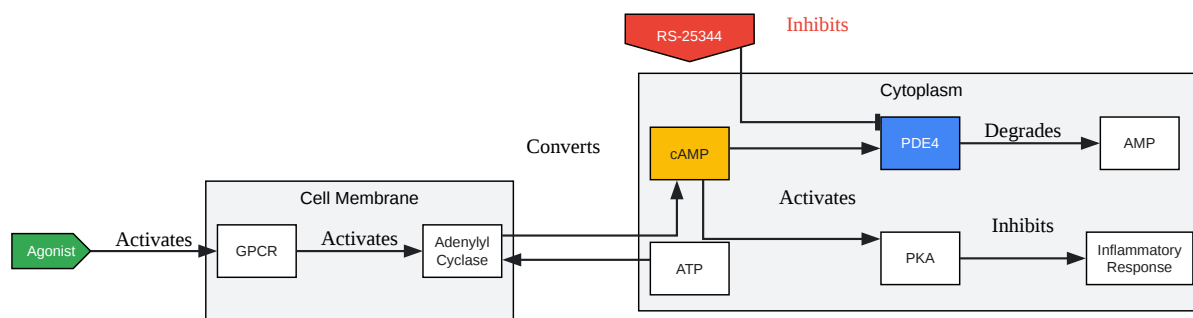 RS-25344
Inhibits
Cytoplasm
cAMP
PDE4
Degrades
AMP
Converts
Cell Membrane
Activates
Agonist
Activates
GPCR
Activates
Adenylyl
Cyclase
ATP
PKA
Inhibits
Inflammatory
Response